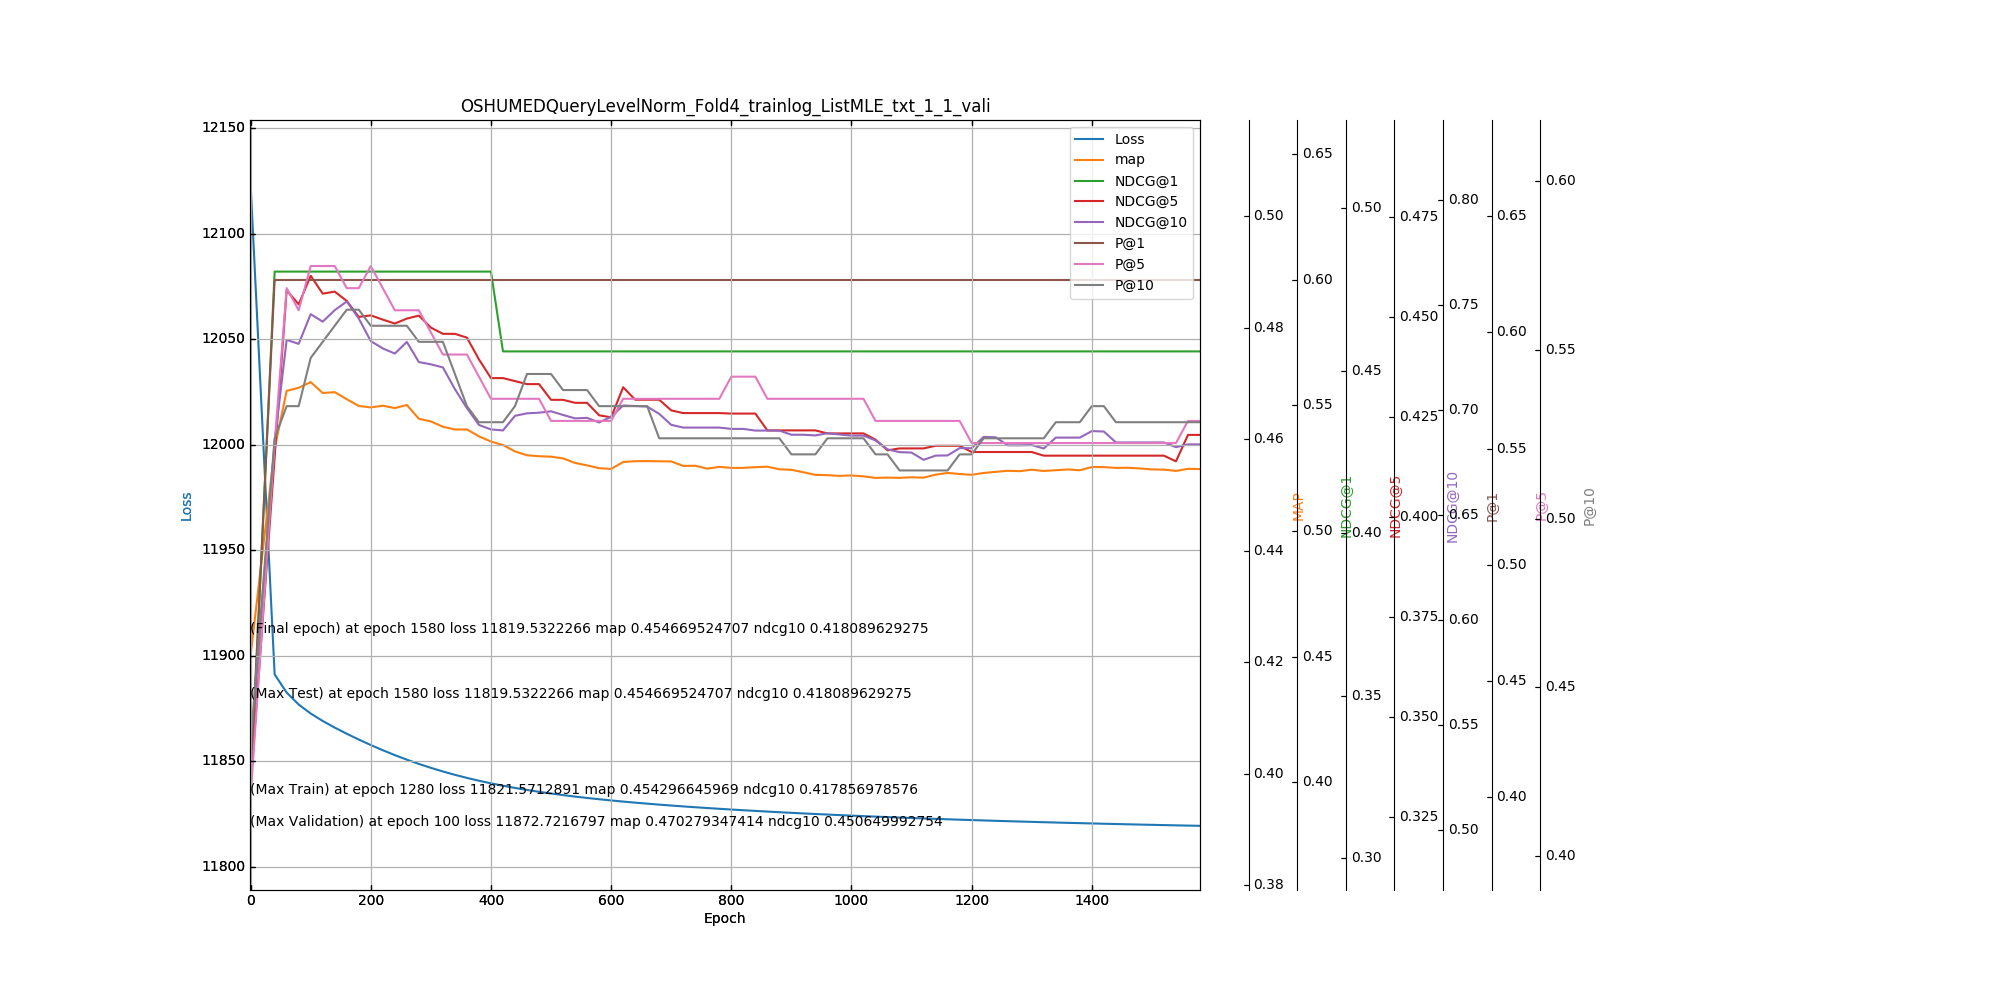 OSHUMEDQueryLevelNorm_Fold4_trainlog_ListMLE_txt_1_1_vali
Loss
map
NDCG@1
NDCG@5
NDCG@10
P@1
P@5
P@10
12150
12100
12050
12000
11950
11900
11850
11800
Loss
(Final epoch) at epoch 1580 loss 11819.5322266 map 0.454669524707 ndcg10 0.418089629275
(Max Test) at epoch 1580 loss 11819.5322266 map 0.454669524707 ndcg10 0.418089629275
(Max Train) at epoch 1280 loss 11821.5712891 map 0.454296645969 ndcg10 0.417856978576
(Max Validation) at epoch 100 loss 11872.7216797 map 0.470279347414 ndcg10 0.450649992754
0 200 400 600 800 1000 1200 1400
Epoch
0.50
0.48
0.46
0.44
0.42
0.40
0.38
MAP
0.65
0.60
0.55
0.50
0.45
0.40
NDCG@1
0.50
0.45
0.40
0.35
0.30
NDCG@5
0.475
0.450
0.425
0.400
0.375
0.350
0.325
NDCG@10
0.80
0.75
0.70
0.65
0.60
0.55
0.50
P@1
0.65
0.60
0.55
0.50
0.45
0.40
P@5
0.60
0.55
0.50
0.45
0.40
P@10